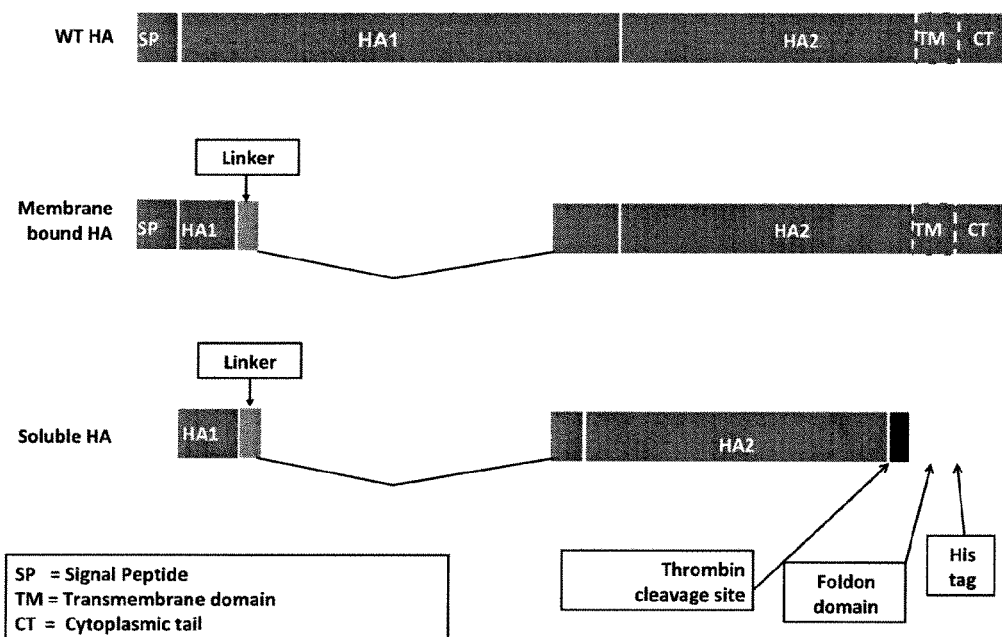 WT HA
SP
HA1
HA2
TM
CT
Linker
Membrane
bound HA
SP
HA1
HA2
TM
CT
Linker
Soluble HA
HA1
HA2
Thrombin
cleavage site
Foldon
domain
His
tag
SP = Signal Peptide
TM = Transmembrane domain
CT = Cytoplasmic tail